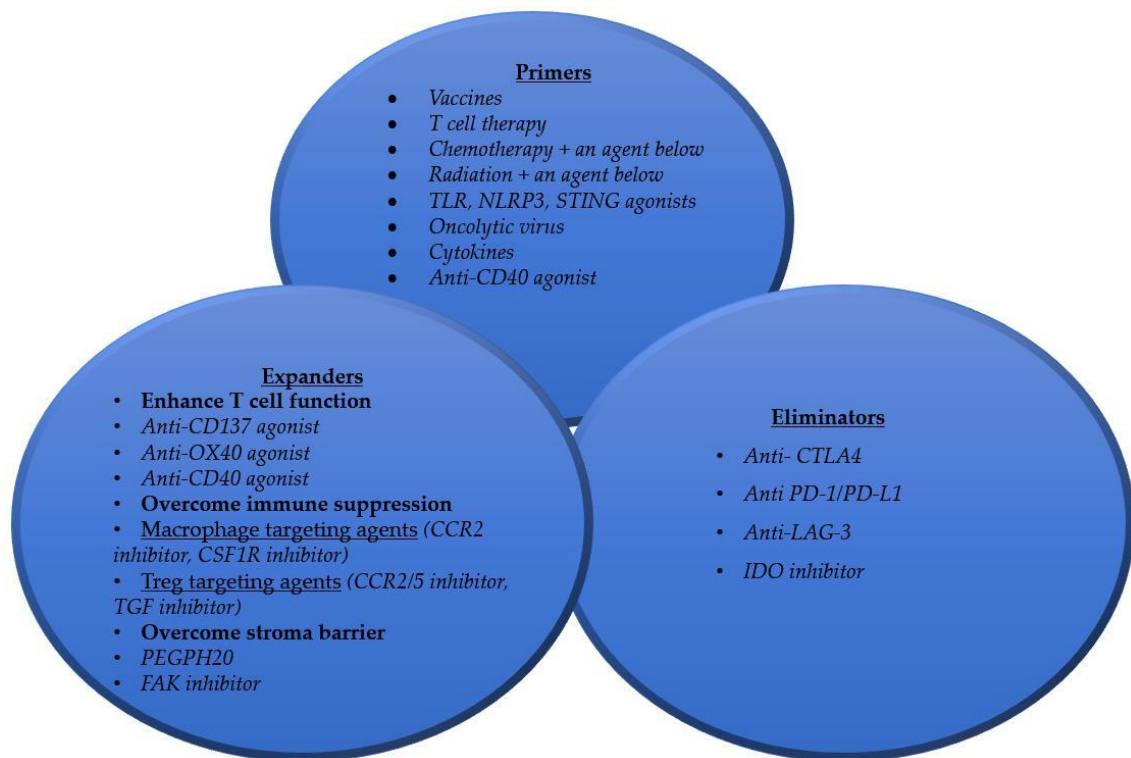 Primers
• Vaccines
• T cell therapy
• Chemotherapy + an agent below
• Radiation + an agent below
• TLR, NLRP3, STING agonists
• Oncolytic virus
• Cytokines
• Anti-CD40 agonist
Expanders
• Enhance T cell function
• Anti-CD137 agonist
• Anti-OX40 agonist
• Anti-CD40 agonist
• Overcome immune suppression
• Macrophage targeting agents (CCR2
inhibitor, CSF1R inhibitor)
• Treg targeting agents (CCR2/5 inhibitor,
TGF inhibitor)
• Overcome stroma barrier
• PEGPH20
• FAK inhibitor
Eliminators
• Anti- CTLA4
• Anti PD-1/PD-L1
• Anti-LAG-3
• IDO inhibitor